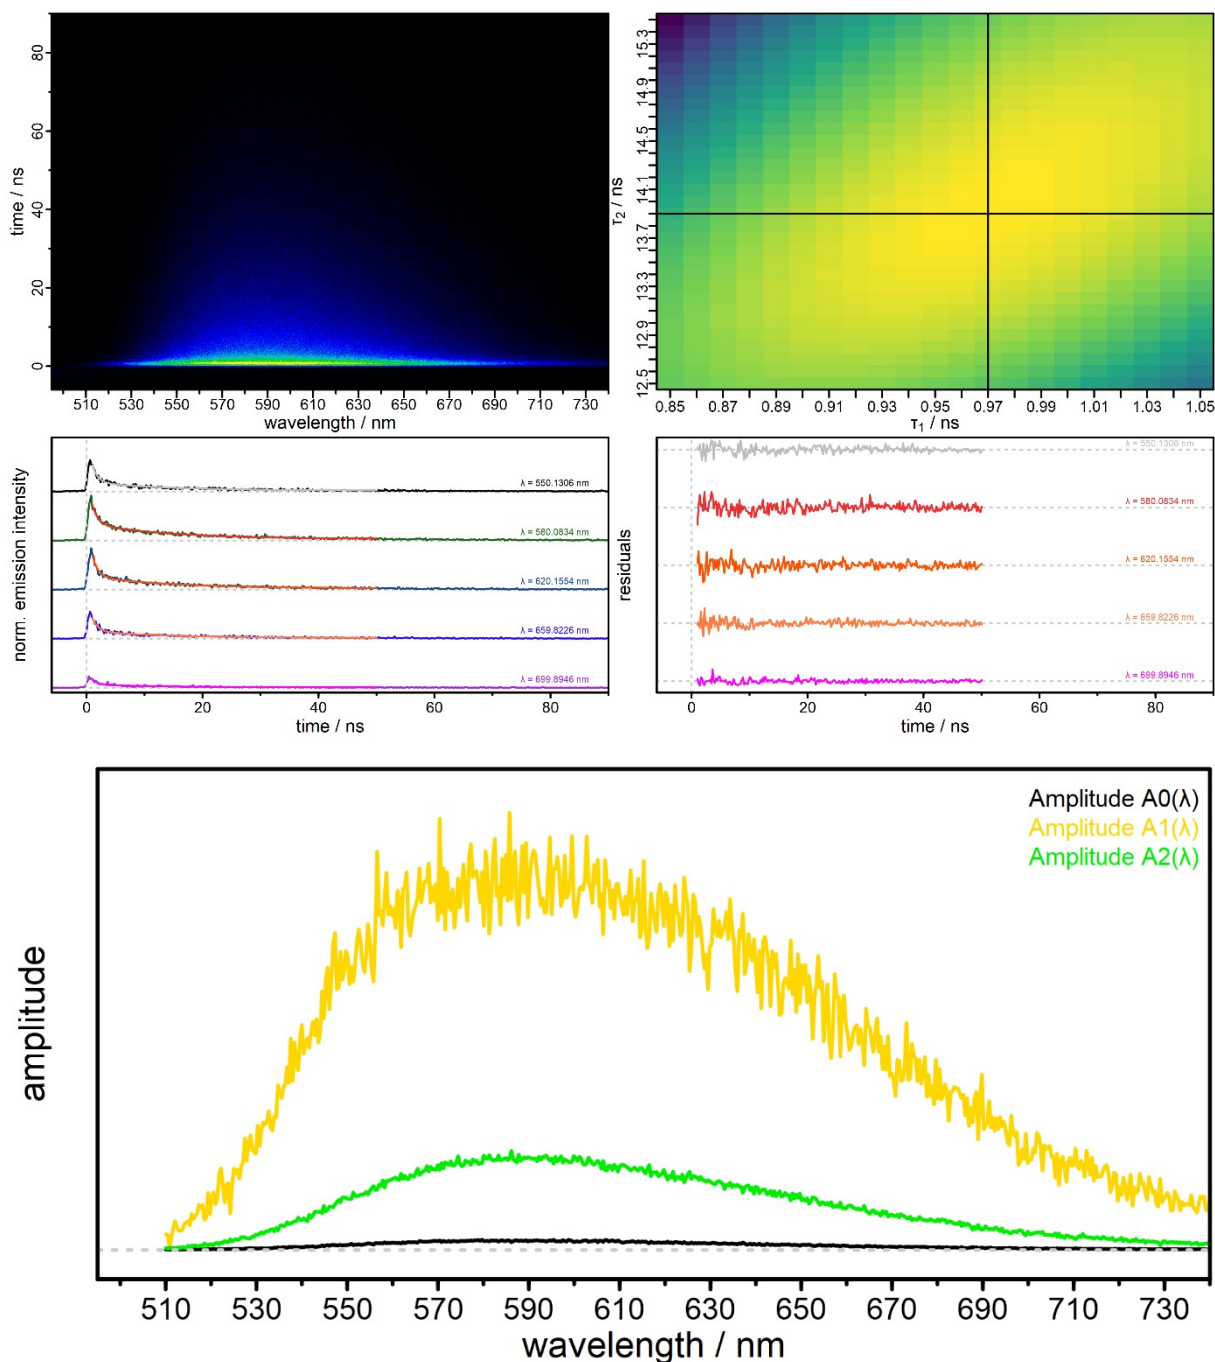 time / ns
80
60
40
20
0
510 530 550 570 590 610 630 650 670 690 710 730
wavelength / nm
τ2 / ns
15.3
14.9
14.5
14.1
13.7
13.3
12.9
12.5
0.85 0.87 0.89 0.91 0.93 0.95 0.97 0.99 1.01 1.03 1.05
τ1 / ns
norm. emission intensity
λ = 550.1306 nm
λ = 580.0834 nm
λ = 620.1554 nm
λ = 659.8226 nm
λ = 699.8946 nm
0 20 40 60 80
time / ns
residuals
λ = 550.1306 nm
λ = 580.0834 nm
λ = 620.1554 nm
λ = 659.8226 nm
λ = 699.8946 nm
0 20 40 60 80
time / ns
Amplitude A0(λ)
Amplitude A1(λ)
Amplitude A2(λ)
amplitude
510 530 550 570 590 610 630 650 670 690 710 730
wavelength / nm